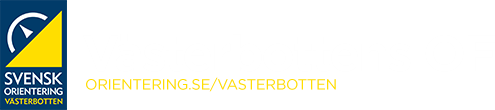 SVENSK
ORIENTERING
VÄSTERBOTTEN
ORIENTERING.SE/VASTERBOTTEN